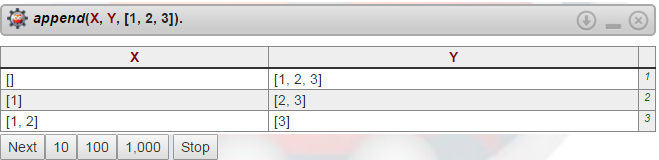 append(X, Y, [1, 2, 3]).
X Y
[] [1, 2, 3] 1
[1] [2, 3] 2
[1, 2] [3] 3
Next 10 100 1,000 Stop